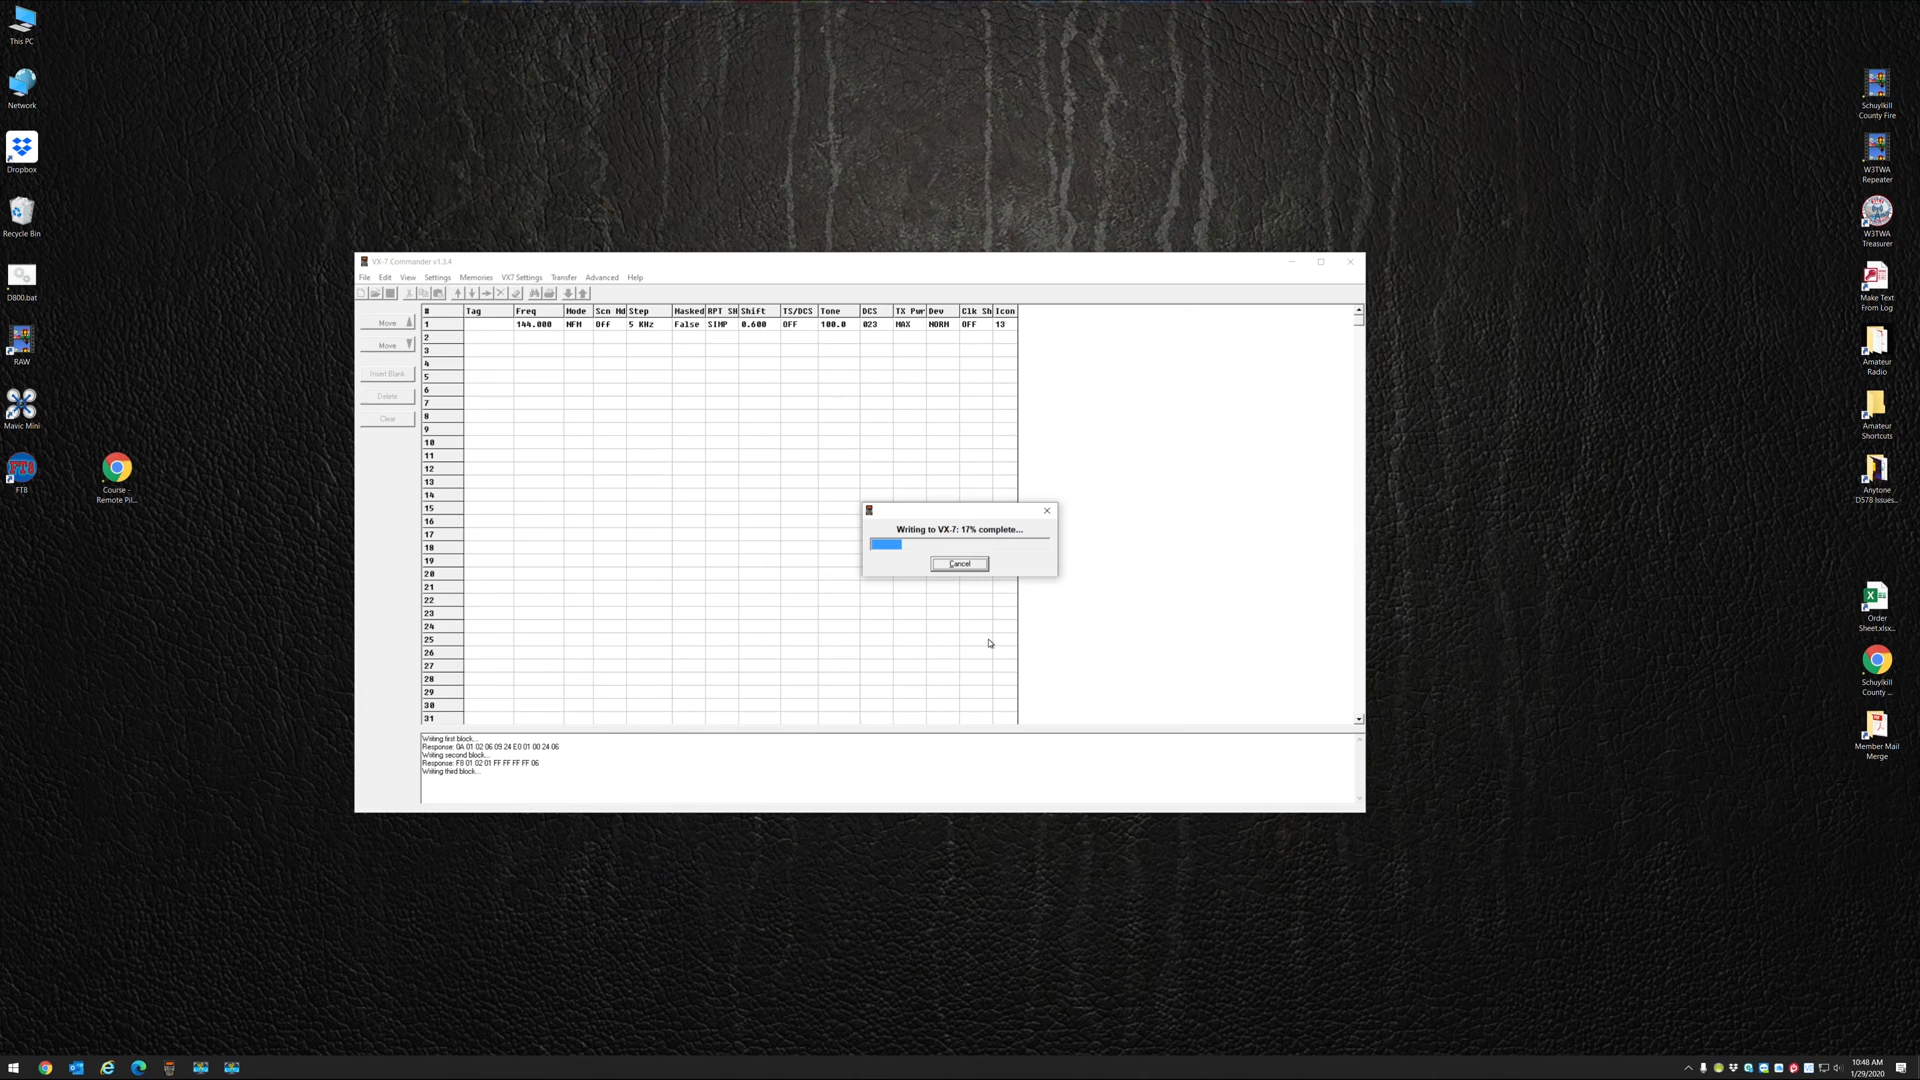 This PC
Network
Dropbox
Recycle Bin
D800.bat
RAW
Mavic Mini
FT8
FT8
Course -
Remote Pil...
VX-7 Commander v1.3.4
File Edit View Settings Memories VX7 Settings Transfer Advanced Help
Move
Move
Insert Blank
Delete
Clear
# Tag Freq Mode Scn Md Step Masked RPT SH Shift TS/DCS Tone DCS TX Pwr Dev Clk Sh Icon
1 144.000 NFM Off 5 KHz False SIMP 0.600 OFF 100.0 023 MAX NORM OFF 13
2
3
4
5
6
7
8
9
10
11
12
13
14
15
16
17
18
19
20
21
22
23
24
25
26
27
28
29
30
31
Writing to VX-7: 17% complete...
Cancel
Writing first block...
Response: 0A 01 02 06 09 24 E0 01 00 24 06
Writing second block...
Response: F8 01 02 01 FF FF FF FF 06
Writing third block...
Schuylkill
County Fire
W3TWA
Repeater
W3TWA
Treasurer
Make Text
From Log
Amateur
Radio
Amateur
Shortcuts
Anytone
D578 Issues...
Order
Sheet.xlsx...
Schuylkill
County ...
Member Mail
Merge
10:48 AM
1/29/2020